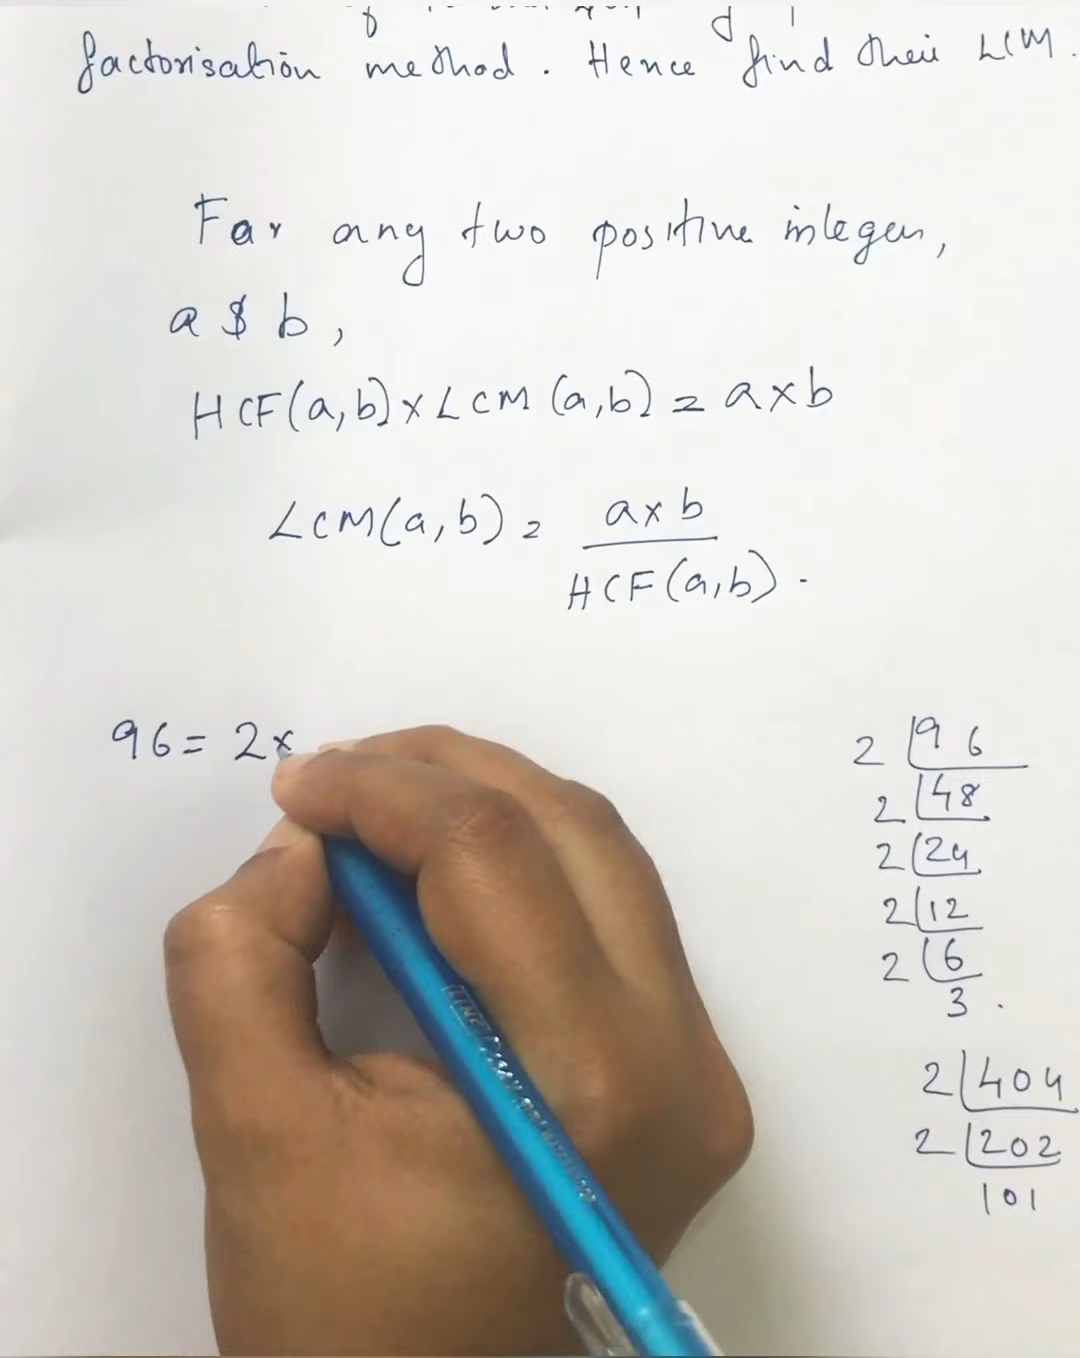 factorisation method. Hence find their LCM.
For any two positive integers,
a $ b,
HCF(a,b) x LCM (a,b) = a x b
LCM(a,b) = a x b
HCF(a,b).
96 = 2 x
2 | 96
2 | 48
2 | 24
2 | 12
2 | 6
3.
2 | 404
2 | 202
101